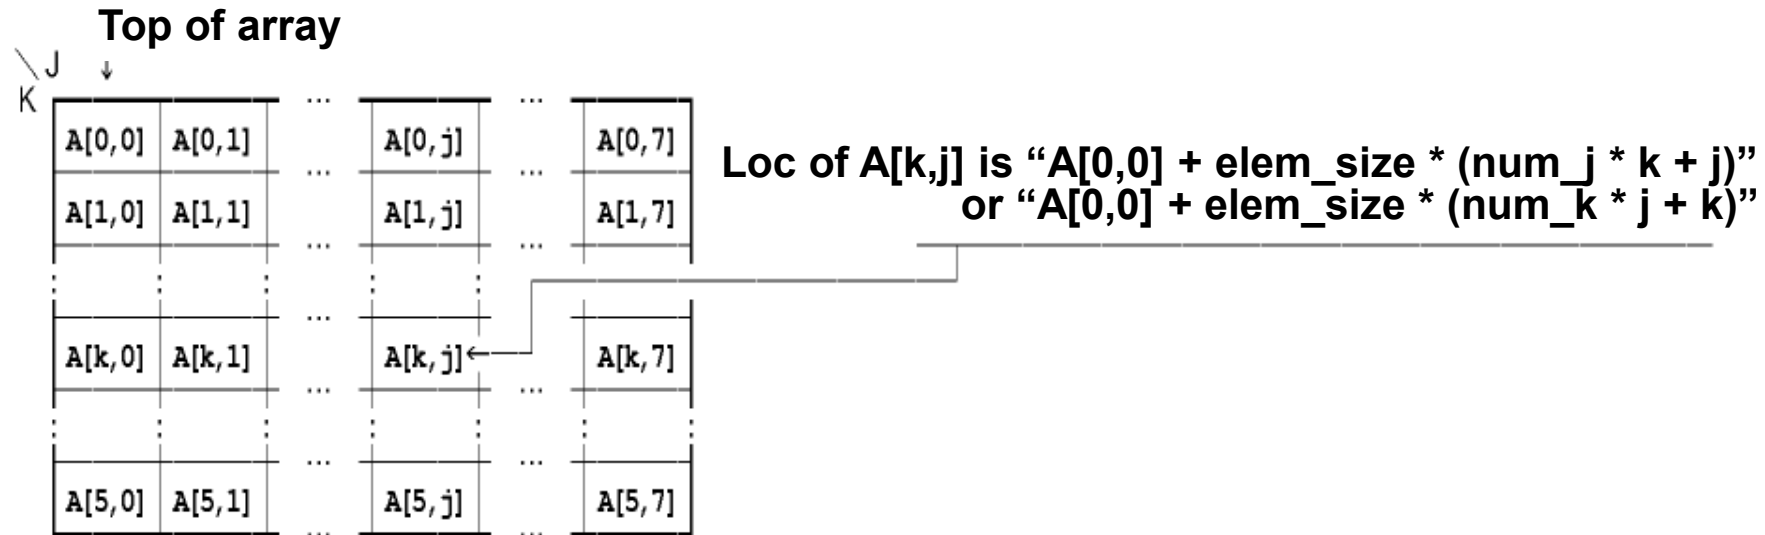 Top of array
\ J ↓
K
A[0,0] A[0,1] ... A[0,j] ... A[0,7]
A[1,0] A[1,1] ... A[1,j] ... A[1,7]
A[k,0] A[k,1] ... A[k,j] ... A[k,7]
A[5,0] A[5,1] ... A[5,j] ... A[5,7]
Loc of A[k,j] is “A[0,0] + elem_size * (num_j * k + j)”
or “A[0,0] + elem_size * (num_k * j + k)”